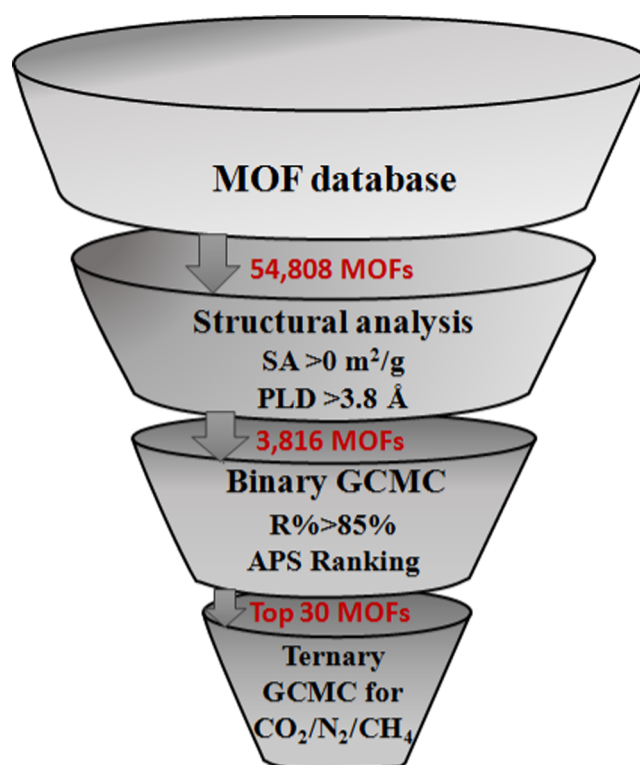 MOF database
54,808 MOFs
Structural analysis
SA >0 m²/g
PLD >3.8 Å
3,816 MOFs
Binary GCMC
R%>85%
APS Ranking
Top 30 MOFs
Ternary
GCMC for
CO₂/N₂/CH₄